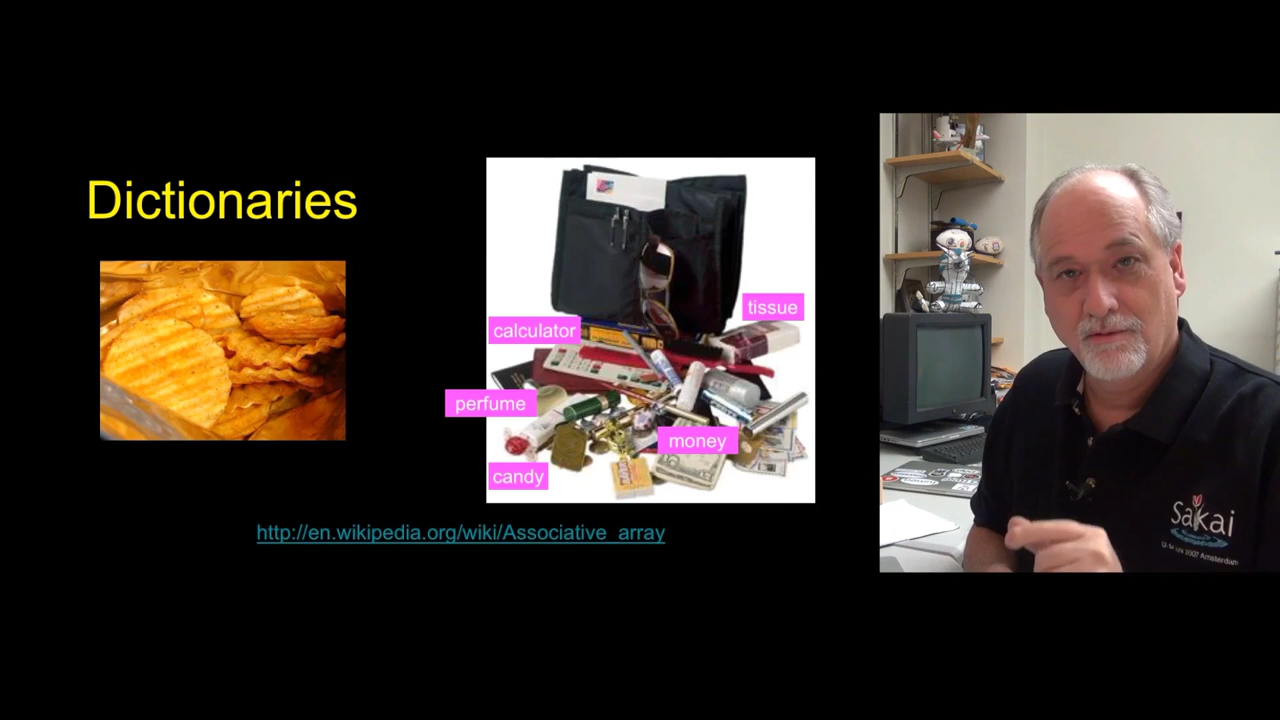 Dictionaries
tissue
calculator
perfume
money
candy
http://en.wikipedia.org/wiki/Associative_array
Sakai